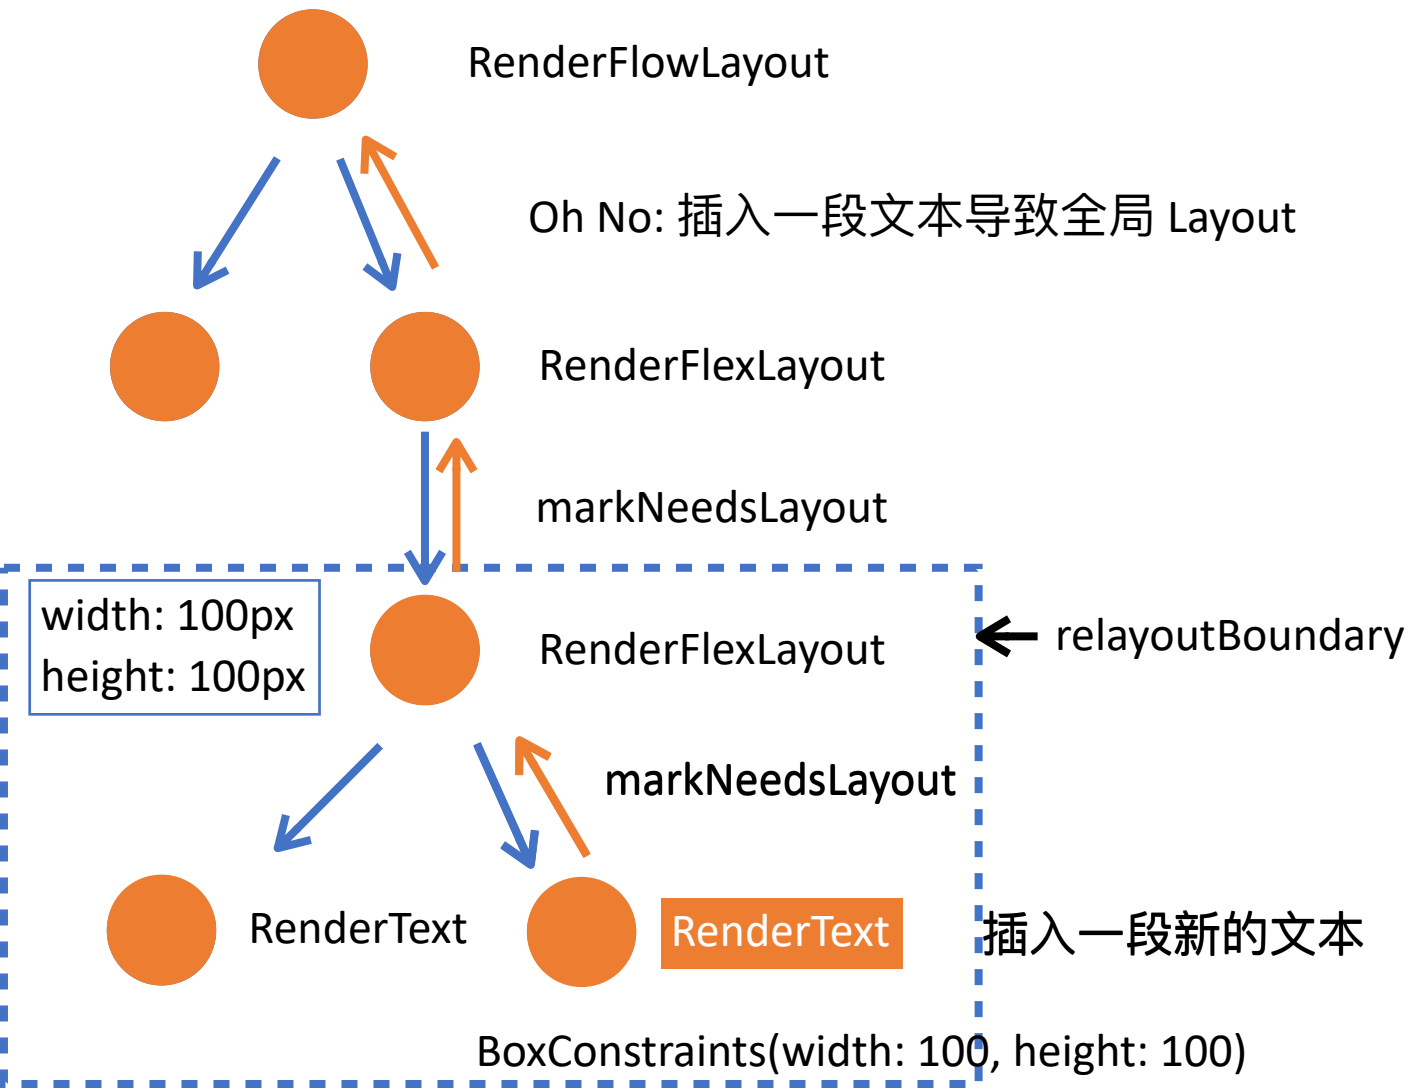 RenderFlowLayout
Oh No: 插入一段文本导致全局 Layout
RenderFlexLayout
markNeedsLayout
width: 100px
height: 100px
RenderFlexLayout
relayoutBoundary
markNeedsLayout
RenderText
RenderText
插入一段新的文本
BoxConstraints(width: 100, height: 100)